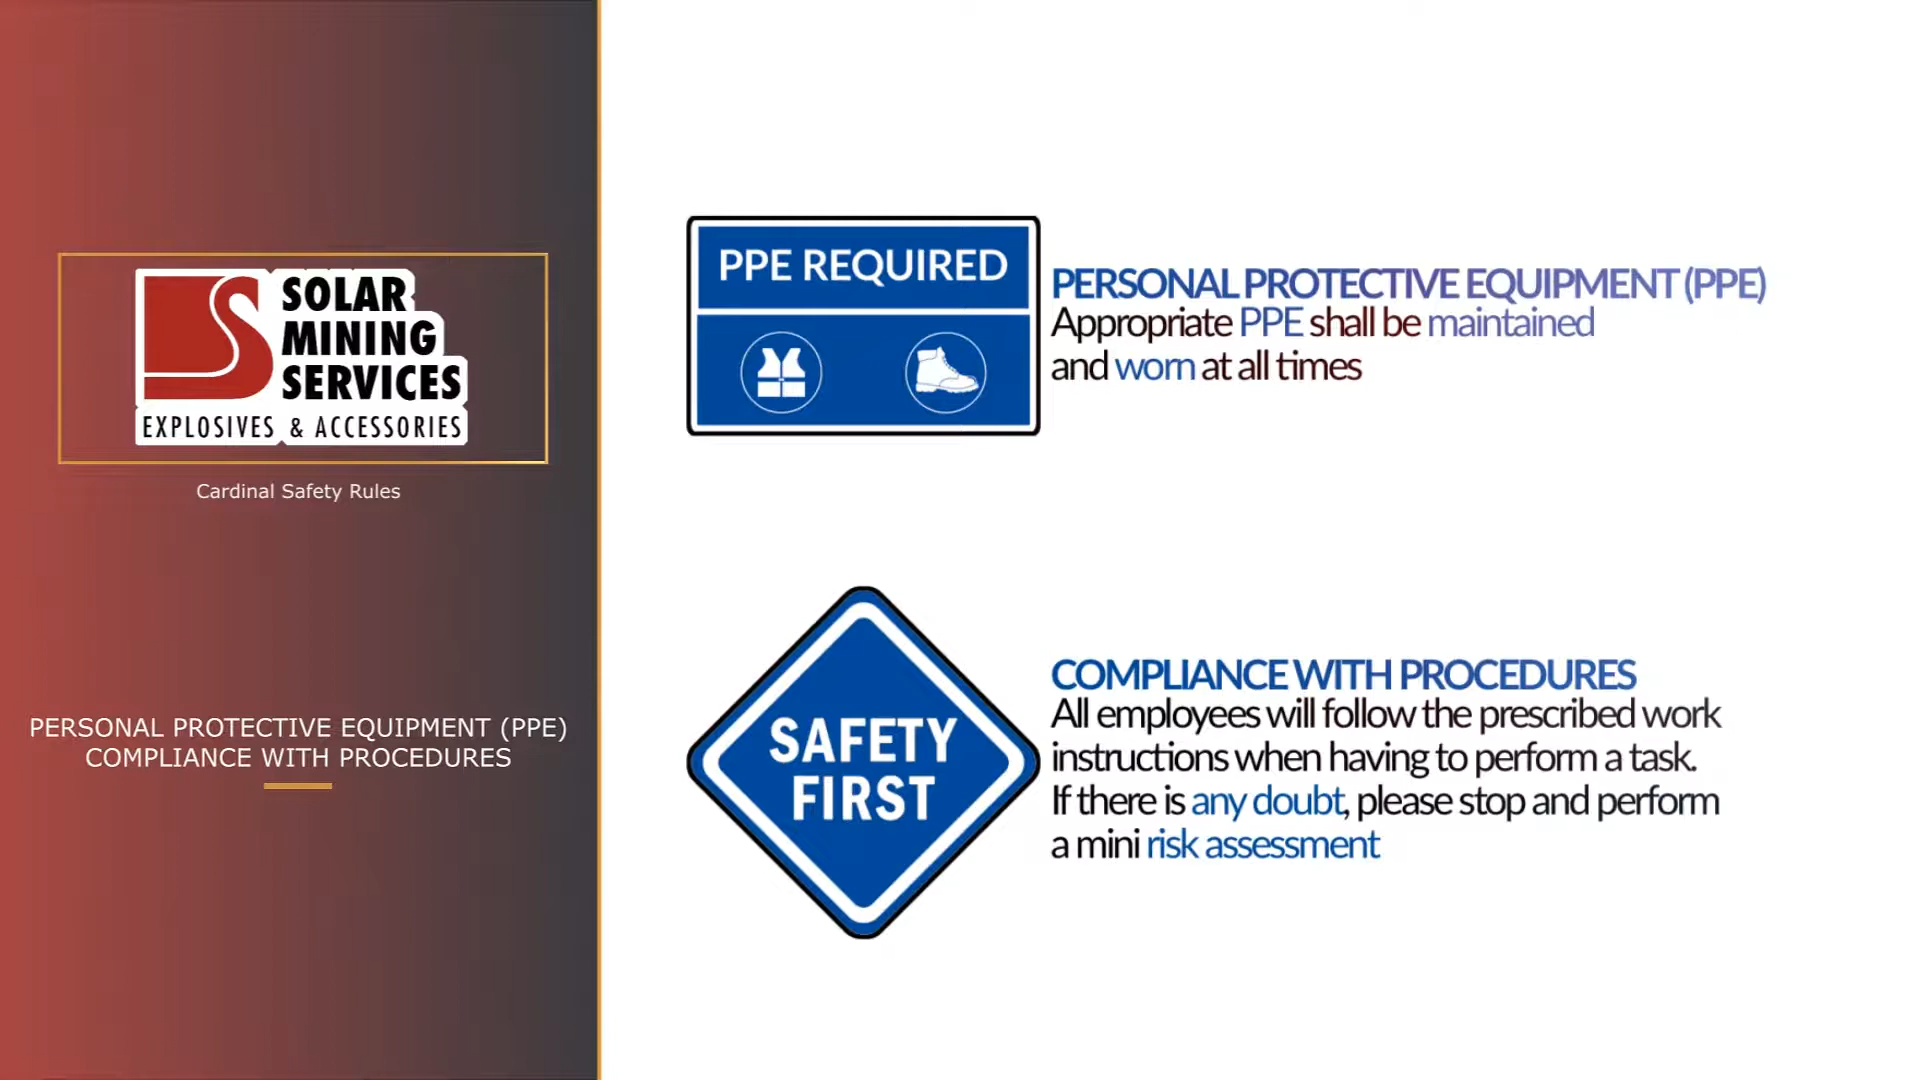 SOLAR
MINING
SERVICES
EXPLOSIVES & ACCESSORIES
Cardinal Safety Rules
PERSONAL PROTECTIVE EQUIPMENT (PPE)
COMPLIANCE WITH PROCEDURES
PPE REQUIRED
PERSONAL PROTECTIVE EQUIPMENT (PPE)
Appropriate PPE shall be maintained
and worn at all times
SAFETY
FIRST
COMPLIANCE WITH PROCEDURES
All employees will follow the prescribed work
instructions when having to perform a task.
If there is any doubt, please stop and perform
a mini risk assessment